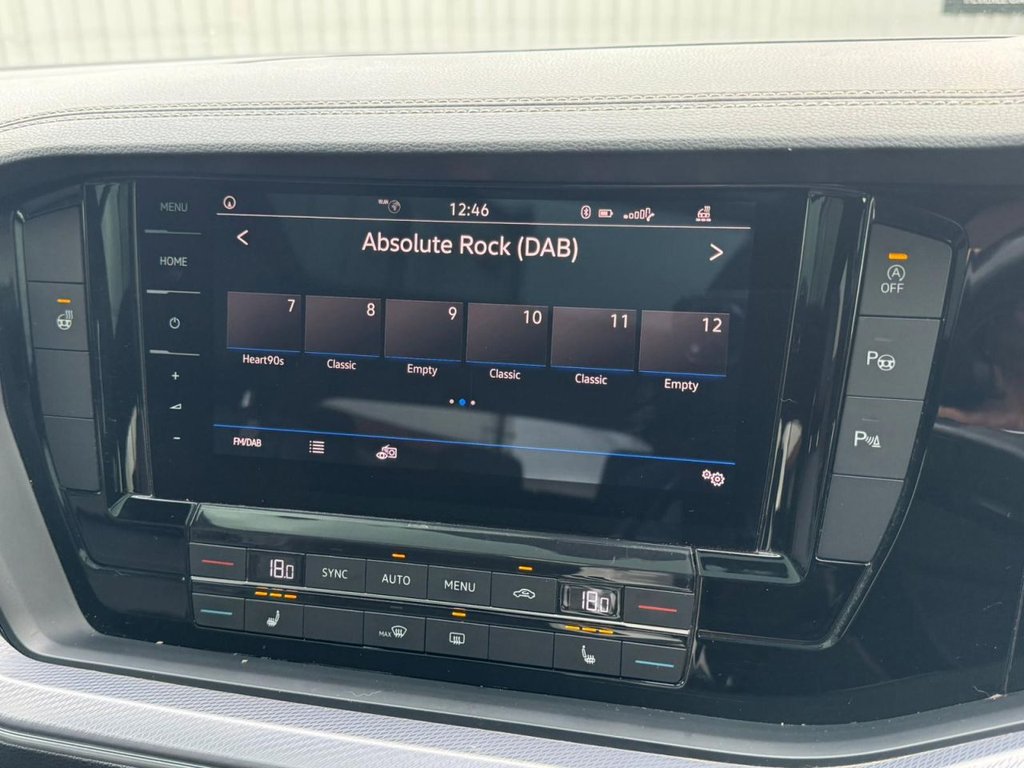 MENU
WLAN
12:46
HOME
Absolute Rock (DAB)
7
8
9
10
11
12
Heart90s
Classic
Empty
Classic
Classic
Empty
+
-
FM/DAB
A
OFF
P
P
18.0
SYNC
AUTO
MENU
18.0
MAX